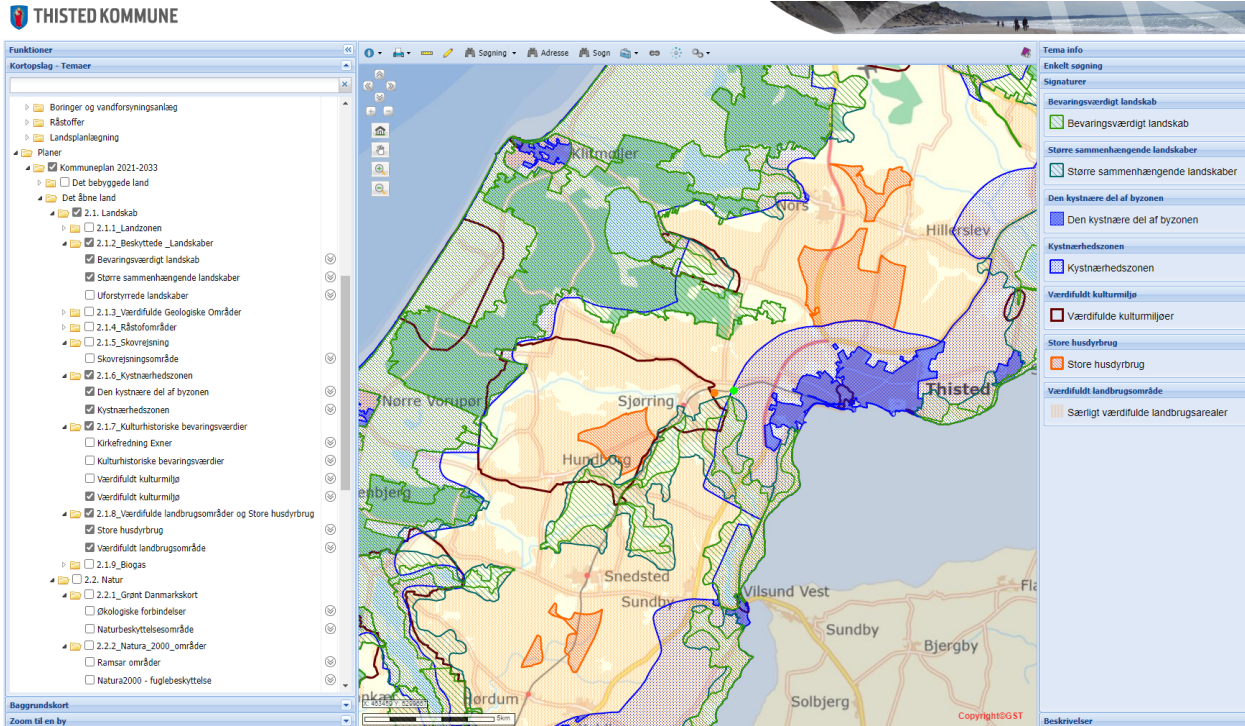 THISTED KOMMUNE
Funktioner
Kortopslag - Temaer
Boringer og vandforsyningsanlæg
Råstoffer
Landsplanlægning
Planer
Kommuneplan 2021-2033
Det bebyggede land
Det åbne land
2.1. Landskab
2.1.1_Landzonen
2.1.2_Beskyttede _Landskaber
Bevaringsværdigt landskab
Større sammenhængende landskaber
Uforstyrrede landskaber
2.1.3_Værdifulde Geologiske Områder
2.1.4_Råstofområder
2.1.5_Skovrejsning
Skovrejsningsområde
2.1.6_Kystnærhedszonen
Den kystnære del af byzonen
Kystnærhedszonen
2.1.7_Kulturhistoriske bevaringsværdier
Kirkefredning Exner
Kulturhistoriske bevaringsværdier
Værdifuldt kulturmiljø
Værdifuldt kulturmiljø
2.1.8_Værdifulde landbrugsområder og Store husdyrbrug
Store husdyrbrug
Værdifuldt landbrugsområde
2.1.9_Biogas
2.2. Natur
2.2.1_Grønt Danmarkskort
Økologiske forbindelser
Naturbeskyttelsesområde
2.2.2_Natura_2000_områder
Ramsar områder
Natura2000 - fuglebeskyttelse
Baggrundskort
Zoom til en by
Søgning
Adresse
Sogn
Klitmøller
Nors
Hillerslev
Thisted
Nørre Vorupør
Sjørring
Hundborg
enbjerg
Snedsted
Sundby
Vilsund Vest
Fla
Sundby
Bjergby
Solbjerg
Hørdum
5km
Copyright©GST
Tema info
Enkelt søgning
Signaturer
Bevaringsværdigt landskab
Bevaringsværdigt landskab
Større sammenhængende landskaber
Større sammenhængende landskaber
Den kystnære del af byzonen
Den kystnære del af byzonen
Kystnærhedszonen
Kystnærhedszonen
Værdifuldt kulturmiljø
Værdifulde kulturmiljøer
Store husdyrbrug
Store husdyrbrug
Værdifuldt landbrugsområde
Særligt værdifulde landbrugsarealer
Beskrivelser